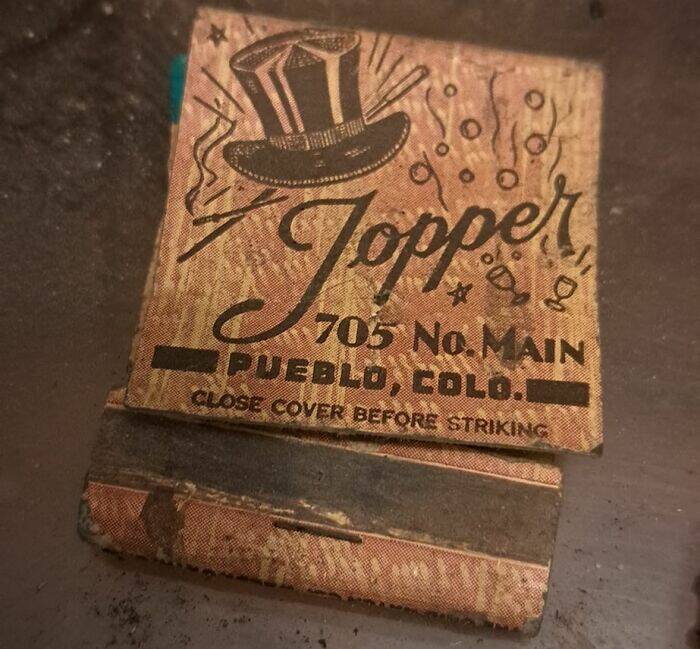 Topper
705 No. MAIN
PUEBLO, COLO.
CLOSE COVER BEFORE STRIKING